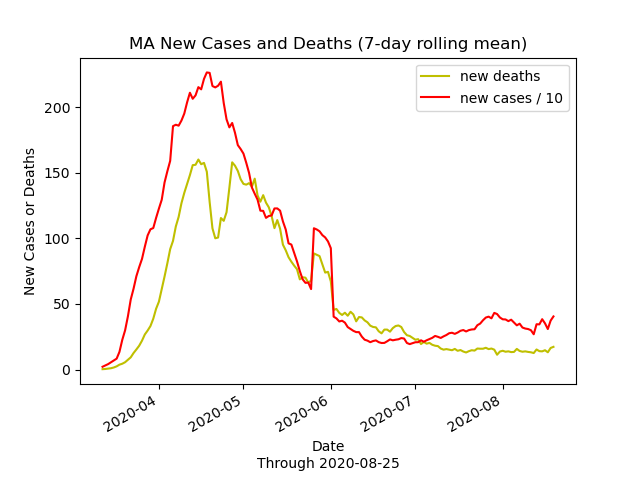 MA New Cases and Deaths (7-day rolling mean)
new deaths
new cases / 10
New Cases or Deaths
200
150
100
50
0
2020-04
2020-05
2020-06
2020-07
2020-08
Date
Through 2020-08-25